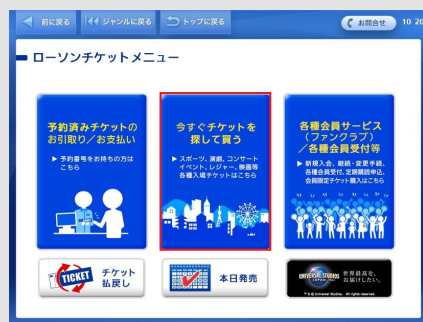 前に戻る
ジャンルに戻る
トップに戻る
お問合せ
10 20
ローソンチケットメニュー
予約済みチケットの
お引取り／お支払い
▶ 予約番号をお持ちの方は
こちら
今すぐチケットを
探して買う
▶ スポーツ、演劇、コンサート
イベント、レジャー、映画等
各種入場チケットはこちら
各種会員サービス
（ファンクラブ）
／各種会員受付等
▶ 新規入会、継続・変更手続、
各種会員受付、定期購読申込、
会員限定チケット購入はこちら
TICKET
チケット
払戻し
本日発売
UNIVERSAL STUDIOS
JAPAN
世界最高を、
お届けしたい。
™ & © Universal Studios. All rights reserved.